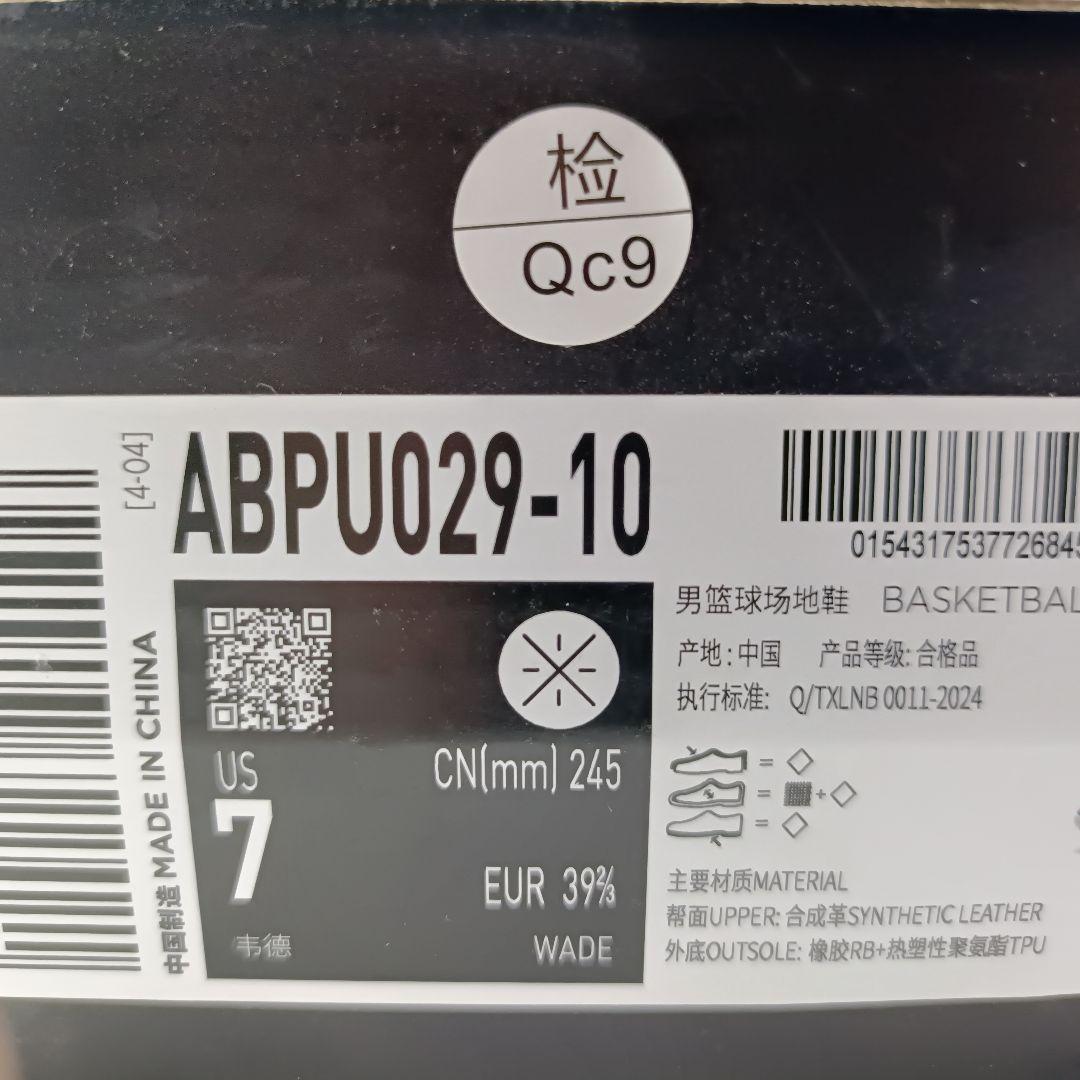 检
Qc9
[4-04]
ABPU029-10
015431753772684
中国制造 MADE IN CHINA
US
7
韦德
CN(mm) 245
EUR 39⅔
WADE
男篮球场地鞋 BASKETBAL
产地: 中国 产品等级: 合格品
执行标准: Q/TXLNB 0011-2024
= ◇
= ▩+◇
= ◇
主要材质MATERIAL
帮面UPPER: 合成革SYNTHETIC LEATHER
外底OUTSOLE: 橡胶RB+热塑性聚氨酯TPU